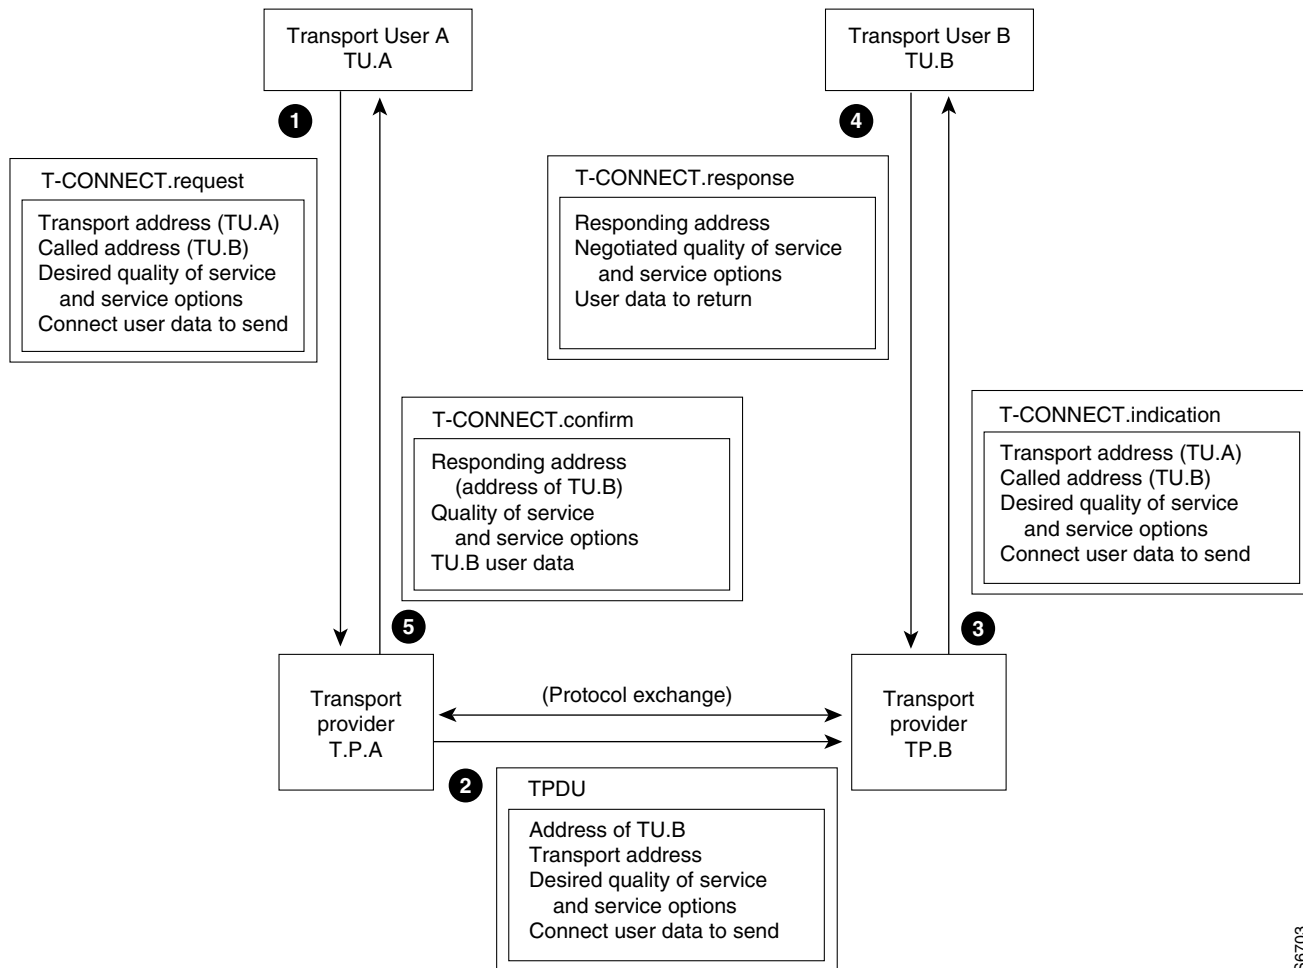 Transport User A
TU.A
Transport User B
TU.B
1
4
T-CONNECT.request
Transport address (TU.A)
Called address (TU.B)
Desired quality of service
and service options
Connect user data to send
T-CONNECT.response
Responding address
Negotiated quality of service
and service options
User data to return
T-CONNECT.confirm
Responding address
(address of TU.B)
Quality of service
and service options
TU.B user data
T-CONNECT.indication
Transport address (TU.A)
Called address (TU.B)
Desired quality of service
and service options
Connect user data to send
5
3
Transport
provider
T.P.A
(Protocol exchange)
Transport
provider
TP.B
2
TPDU
Address of TU.B
Transport address
Desired quality of service
and service options
Connect user data to send